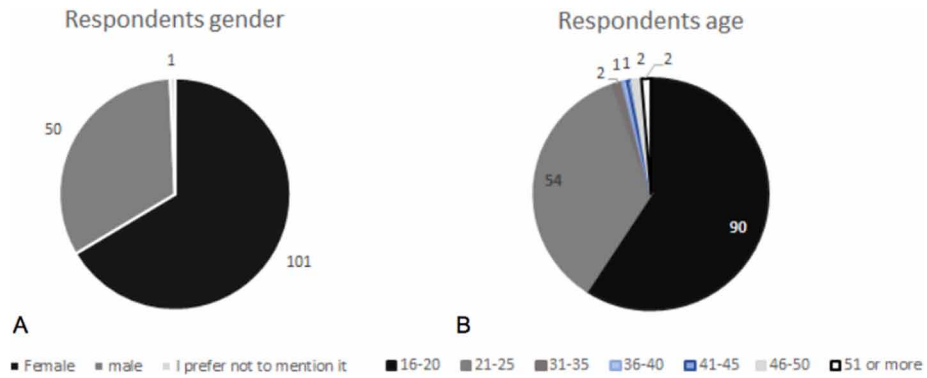 Respondents gender
1
50
101
A
Female male I prefer not to mention it
Respondents age
2 1 1 2 2
54
90
B
16-20 21-25 31-35 36-40 41-45 46-50 51 or more